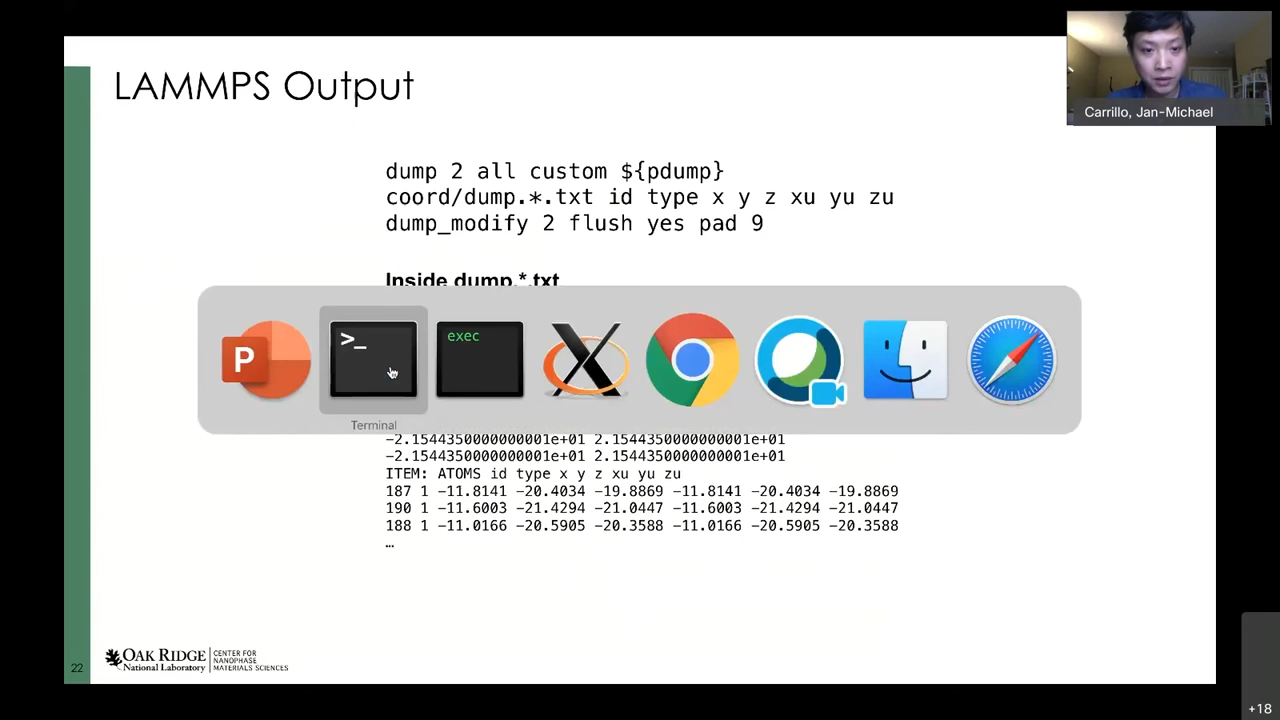 LAMMPS Output
Carrillo, Jan-Michael
dump 2 all custom ${pdump}
coord/dump.*.txt id type x y z xu yu zu
dump_modify 2 flush yes pad 9
Inside dump.*.txt
P
>_
exec
X
Terminal
-2.1544350000000001e+01 2.1544350000000001e+01
-2.1544350000000001e+01 2.1544350000000001e+01
ITEM: ATOMS id type x y z xu yu zu
187 1 -11.8141 -20.4034 -19.8869 -11.8141 -20.4034 -19.8869
190 1 -11.6003 -21.4294 -21.0447 -11.6003 -21.4294 -21.0447
188 1 -11.0166 -20.5905 -20.3588 -11.0166 -20.5905 -20.3588
…
22
OAK RIDGE
National Laboratory
CENTER FOR
NANOPHASE
MATERIALS SCIENCES
+18